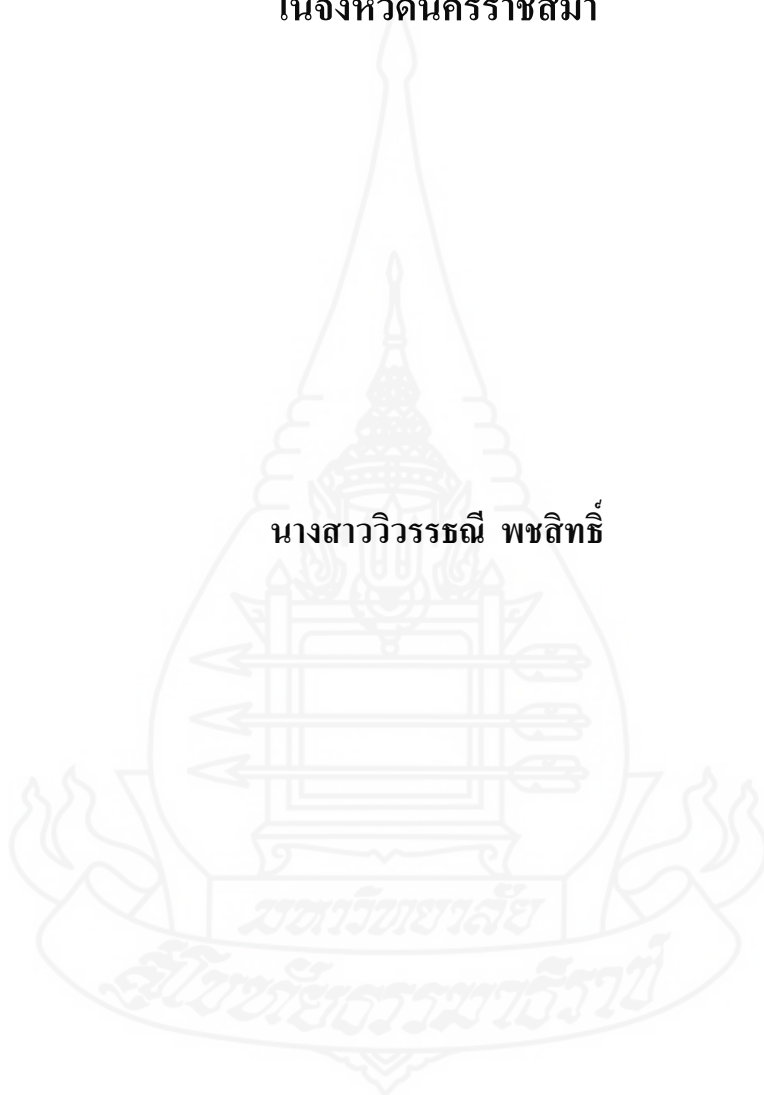 ในจังหวัดนครราชสีมา
นางสาววิวรรธณี พชสิทธิ์
มหาวิทยาลัย
สุโขทัยธรรมาธิราช